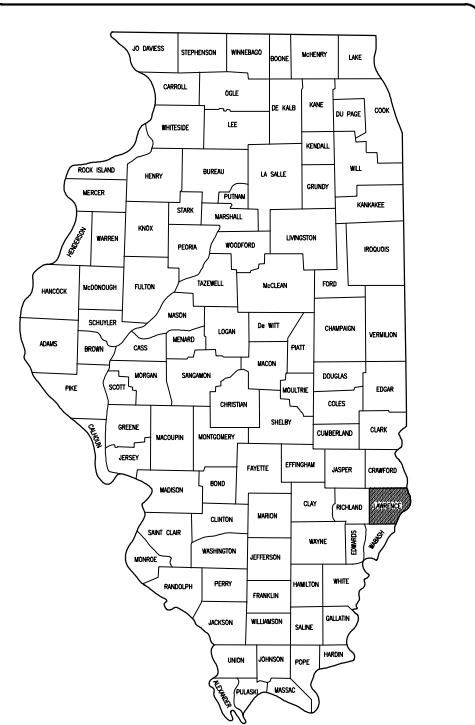 JO DAVIESS
STEPHENSON
WINNEBAGO
BOONE
McHENRY
LAKE
CARROLL
OGLE
DE KALB
KANE
COOK
DU PAGE
WHITESIDE
LEE
KENDALL
WILL
ROCK ISLAND
HENRY
BUREAU
LA SALLE
GRUNDY
MERCER
PUTNAM
KANKAKEE
STARK
MARSHALL
HENDERSON
WARREN
KNOX
PEORIA
WOODFORD
LIVINGSTON
IROQUOIS
HANCOCK
McDONOUGH
FULTON
TAZEWELL
McCLEAN
FORD
MASON
SCHUYLER
LOGAN
De WITT
CHAMPAIGN
VERMILION
ADAMS
BROWN
CASS
MENARD
PIATT
MACON
PIKE
SCOTT
MORGAN
SANGAMON
DOUGLAS
EDGAR
MOULTRIE
COLES
CHRISTIAN
SHELBY
CALHOUN
GREENE
MACOUPIN
MONTGOMERY
CUMBERLAND
CLARK
JERSEY
FAYETTE
EFFINGHAM
JASPER
CRAWFORD
MADISON
BOND
CLAY
RICHLAND
LAWRENCE
CLINTON
MARION
SAINT CLAIR
WAYNE
EDWARDS
WABASH
WASHINGTON
JEFFERSON
MONROE
RANDOLPH
PERRY
HAMILTON
WHITE
FRANKLIN
JACKSON
WILLIAMSON
SALINE
GALLATIN
UNION
JOHNSON
POPE
HARDIN
ALEXANDER
PULASKI
MASSAC